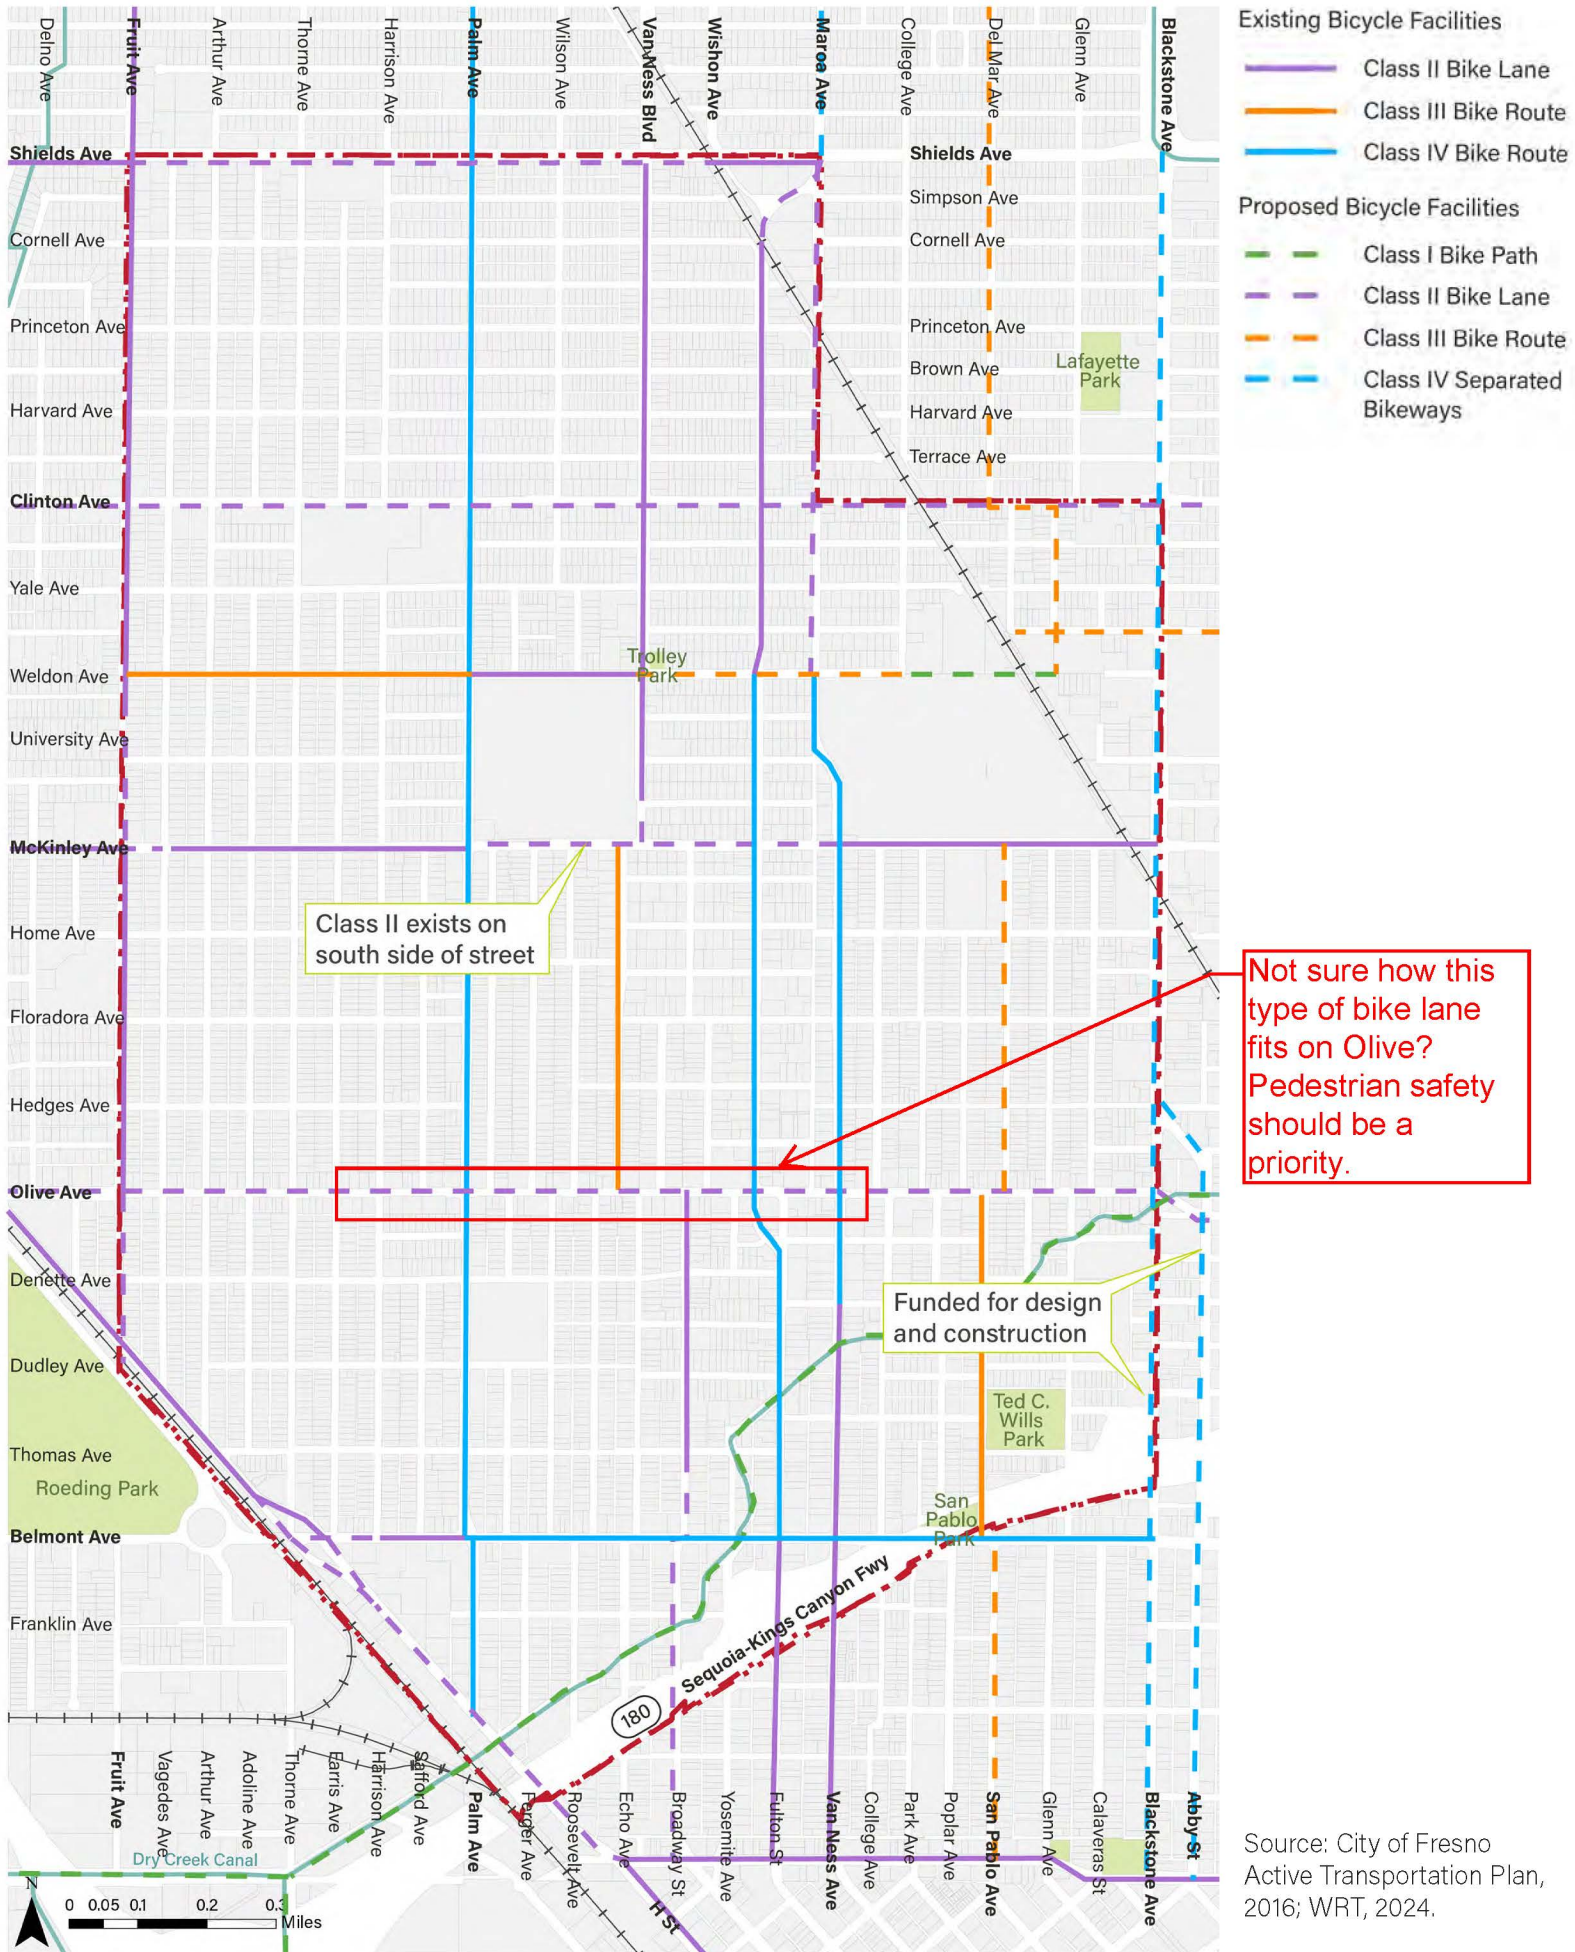 Delno Ave
Fruit Ave
Arthur Ave
Thorne Ave
Harrison Ave
Palm Ave
Wilson Ave
Van Ness Blvd
Wishon Ave
Maroa Ave
College Ave
Del Mar Ave
Glenn Ave
Blackstone Ave
Existing Bicycle Facilities
Class II Bike Lane
Class III Bike Route
Class IV Bike Route
Proposed Bicycle Facilities
Class I Bike Path
Class II Bike Lane
Class III Bike Route
Class IV Separated
Bikeways
Shields Ave
Cornell Ave
Princeton Ave
Harvard Ave
Clinton Ave
Yale Ave
Weldon Ave
University Ave
McKinley Ave
Home Ave
Floradora Ave
Hedges Ave
Olive Ave
Denette Ave
Dudley Ave
Thomas Ave
Roeding Park
Belmont Ave
Franklin Ave
Shields Ave
Simpson Ave
Cornell Ave
Princeton Ave
Brown Ave
Harvard Ave
Terrace Ave
Lafayette
Park
Trolley
Park
Class II exists on
south side of street
Not sure how this
type of bike lane
fits on Olive?
Pedestrian safety
should be a
priority.
Funded for design
and construction
Ted C.
Wills
Park
San
Pablo
Park
Sequoia-Kings Canyon Fwy
180
Fruit Ave
Vagedes Ave
Arthur Ave
Adoline Ave
Thorne Ave
Farris Ave
Harrison Ave
Safford Ave
Palm Ave
Ferger Ave
Roosevelt Ave
Echo Ave
Broadway St
Yosemite Ave
Fulton St
Van Ness Ave
College Ave
Park Ave
Poplar Ave
San Pablo Ave
Glenn Ave
Calaveras St
Blackstone Ave
Abby St
H St
Dry Creek Canal
N
0 0.05 0.1 0.2 0.3
Miles
Source: City of Fresno
Active Transportation Plan,
2016; WRT, 2024.